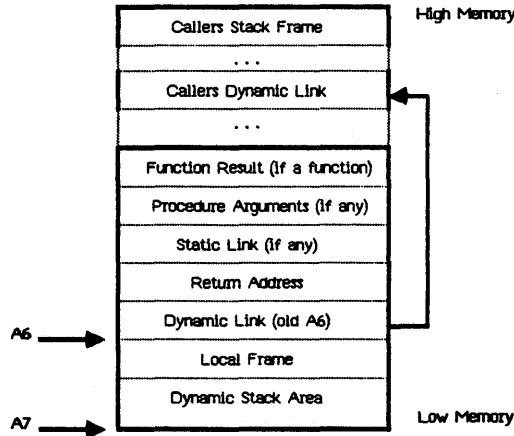 Callers Stack Frame
High Memory
...
Callers Dynamic Link
...
Function Result (if a function)
Procedure Arguments (if any)
Static Link (if any)
Return Address
Dynamic Link (old A6)
A6
Local Frame
Dynamic Stack Area
A7
Low Memory